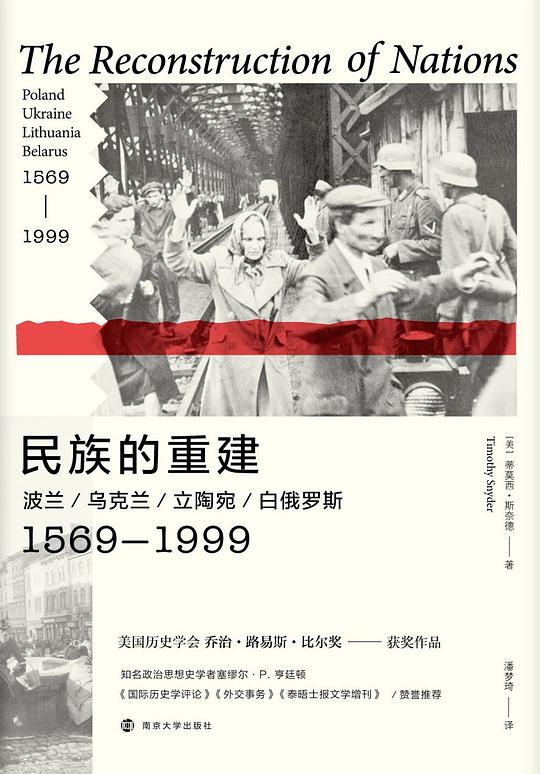 The Reconstruction of Nations
Poland
Ukraine
Lithuania
Belarus
1569
1999
民族的重建
波兰 / 乌克兰 / 立陶宛 / 白俄罗斯
1569—1999
[美] 蒂莫西·斯奈德 —— 著
Timothy Snyder
美国历史学会 乔治·路易斯·比尔奖 —— 获奖作品
知名政治思想史学者塞缪尔·P. 亨廷顿
《国际历史学评论》《外交事务》《泰晤士报文学增刊》 / 赞誉推荐
潘梦琦 —— 译
南京大学出版社